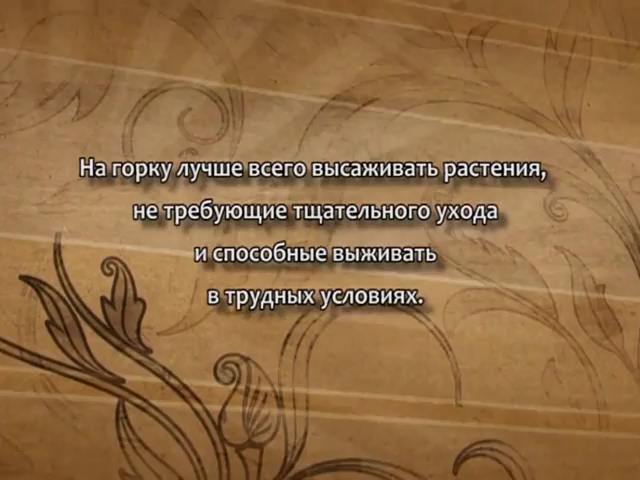 На горку лучше всего высаживать растения,
не требующие тщательного ухода
и способные выживать
в трудных условиях.